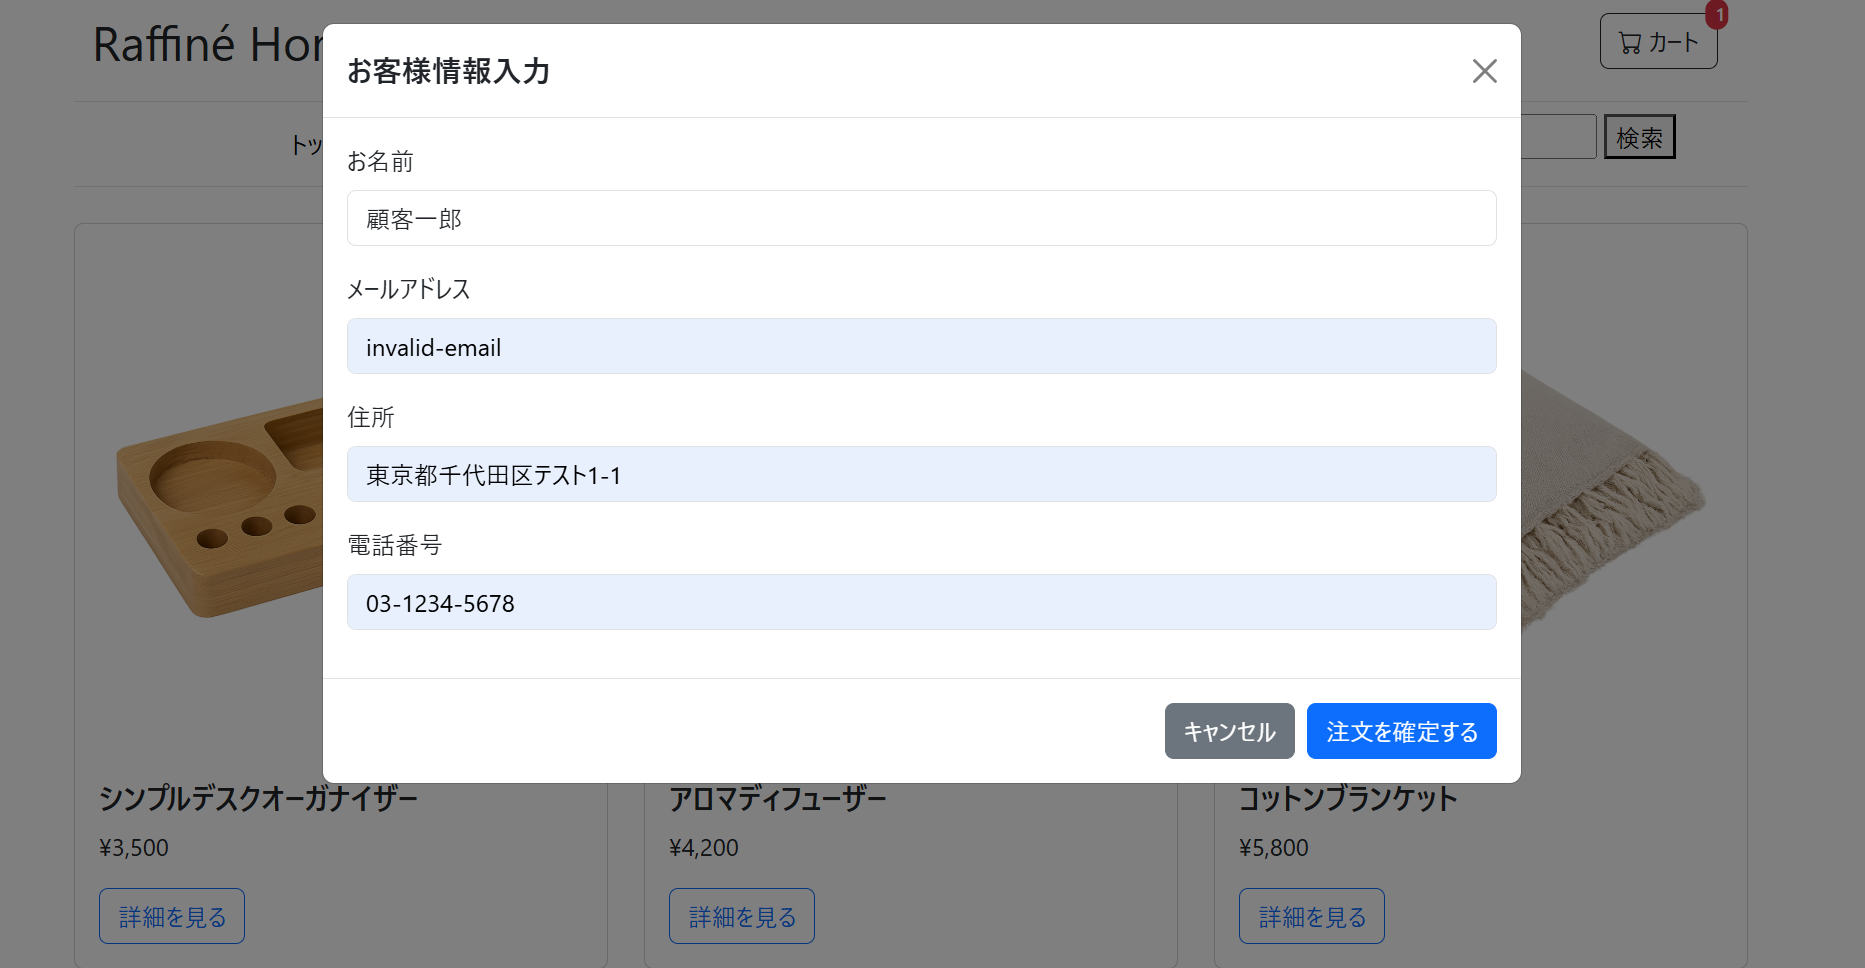 Raffiné Hor
カート
1
トッ
検索
お客様情報入力
お名前
顧客一郎
メールアドレス
invalid-email
住所
東京都千代田区テスト1-1
電話番号
03-1234-5678
キャンセル
注文を確定する
シンプルデスクオーガナイザー
¥3,500
詳細を見る
アロマディフューザー
¥4,200
詳細を見る
コットンブランケット
¥5,800
詳細を見る